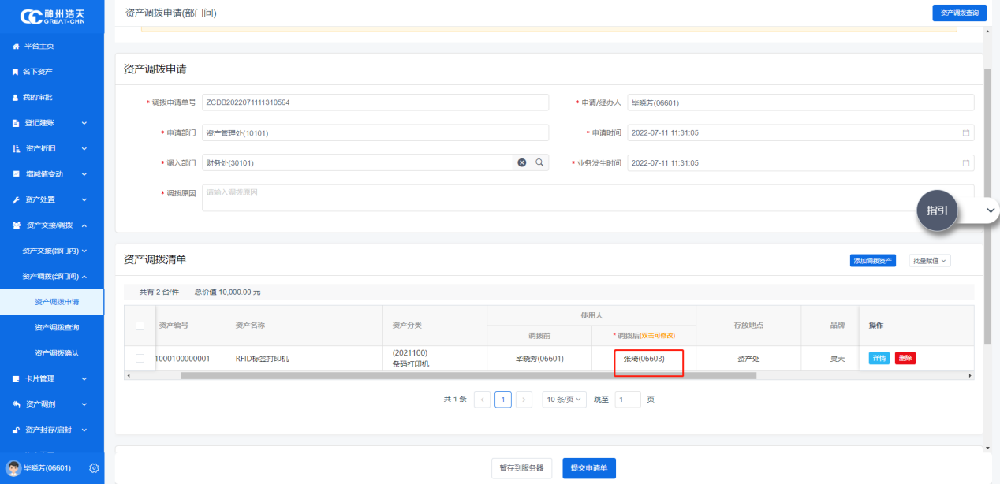 神州浩天
GREAT-CHN
平台主页
名下资产
我的审批
登记建账
资产折旧
增减值变动
资产处置
资产交接/调拨
资产交接(部门内)
资产调拨(部门间)
资产调拨申请
资产调拨查询
资产调拨确认
卡片管理
资产调剂
资产封存/启封
毕晓芳(06601)
资产调拨申请(部门间)
资产调拨查询
资产调拨申请
* 调拨申请单号 ZCDB2022071111310564
* 申请/经办人 毕晓芳(06601)
* 申请部门 资产管理处(10101)
* 申请时间 2022-07-11 11:31:05
* 调入部门 财务处(30101)
* 业务发生时间 2022-07-11 11:31:05
* 调拨原因 请输入调拨原因
指引
资产调拨清单
添加调拨资产 批量赋值
共有 2 台/件 总价值 10,000.00 元
资产编号 资产名称 资产分类 使用人 存放地点 品牌 操作
调拨前 * 调拨后(双击可修改)
1000100000001 RFID标签打印机 (2021100) 毕晓芳(06601) 张琦(06603) 资产处 灵天 详情 删除
条码打印机
共 1 条 < 1 > 10 条/页 跳至 1 页
暂存到服务器 提交申请单